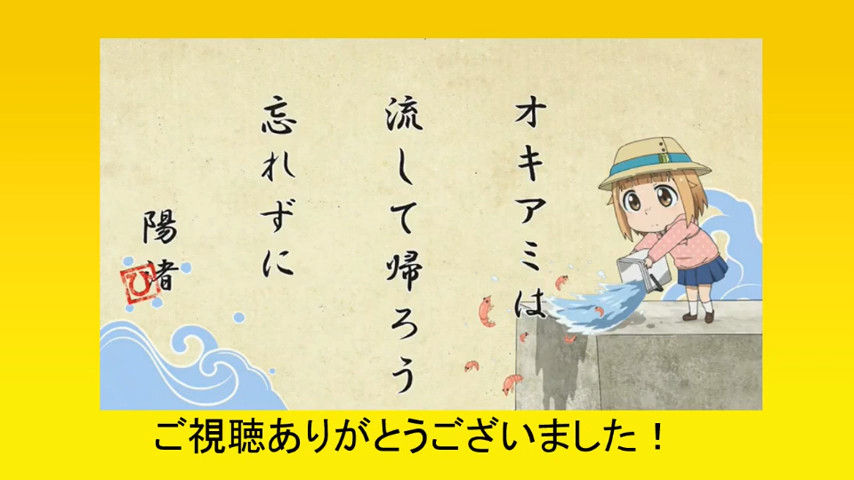 オキアミは
流して帰ろう
忘れずに
陽渚
ひ
ご視聴ありがとうございました！